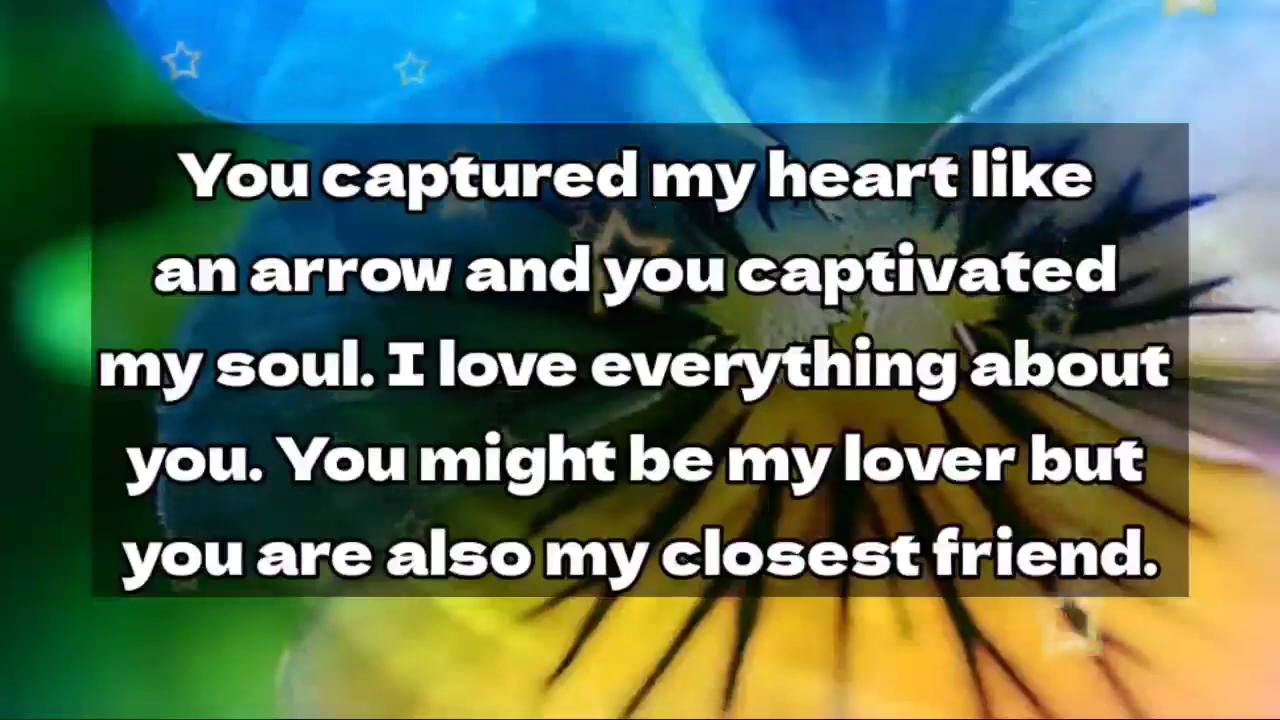 You captured my heart like
an arrow and you captivated
my soul. I love everything about
you. You might be my lover but
you are also my closest friend.